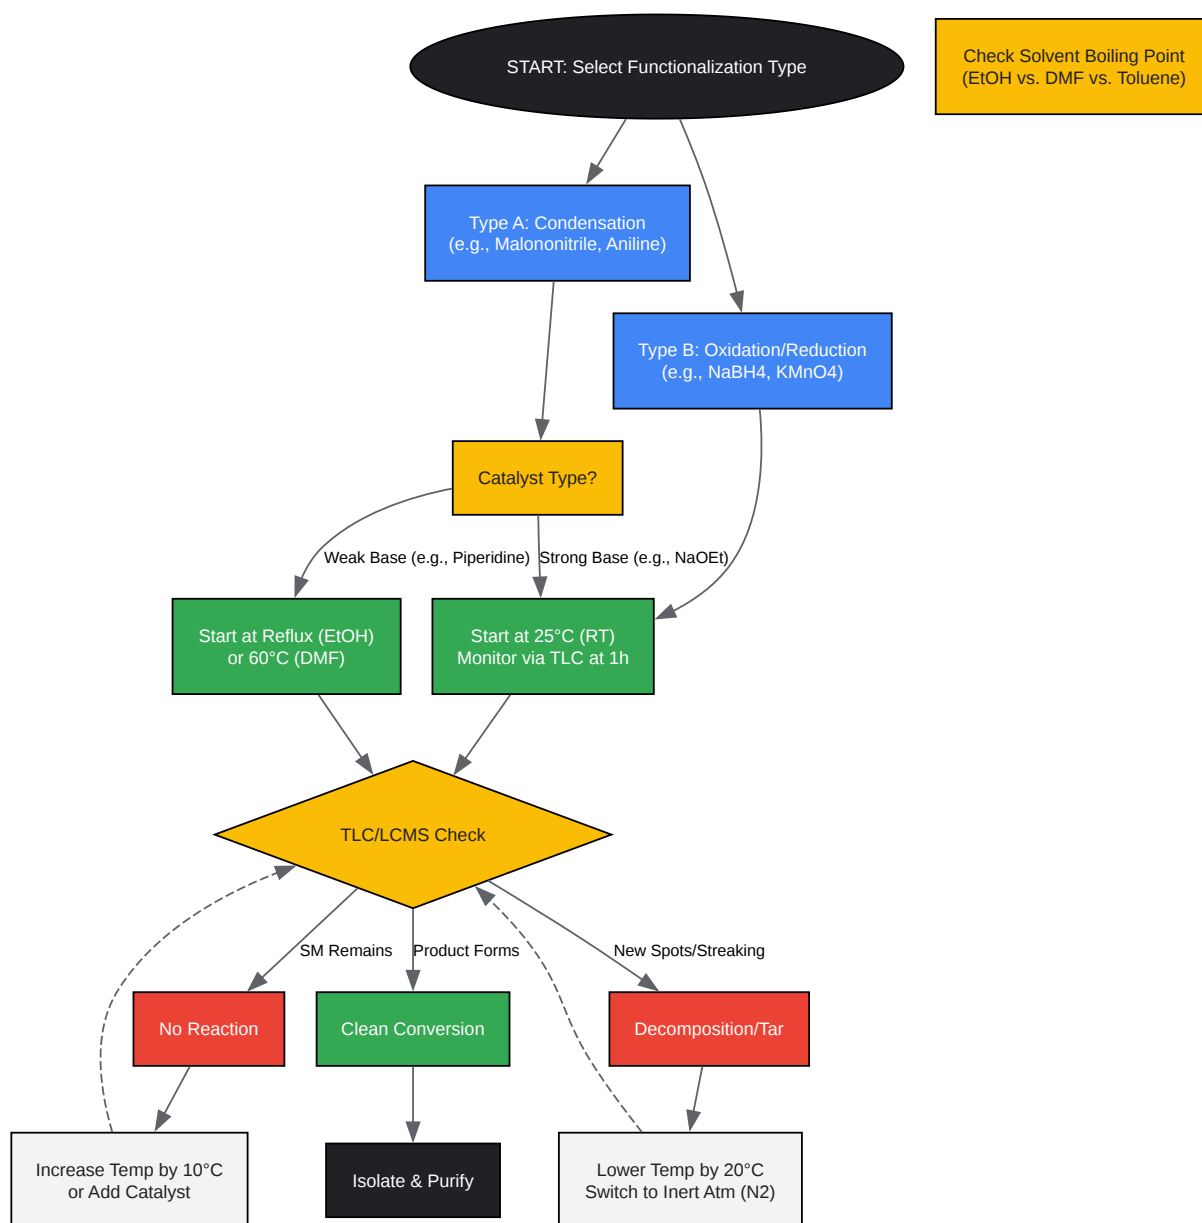 START: Select Functionalization Type
Check Solvent Boiling Point
(EtOH vs. DMF vs. Toluene)
Type A: Condensation
(e.g., Malononitrile, Aniline)
Type B: Oxidation/Reduction
(e.g., NaBH4, KMnO4)
Catalyst Type?
Weak Base (e.g., Piperidine)
Strong Base (e.g., NaOEt)
Start at Reflux (EtOH)
or 60°C (DMF)
Start at 25°C (RT)
Monitor via TLC at 1h
TLC/LCMS Check
SM Remains
Product Forms
New Spots/Streaking
No Reaction
Clean Conversion
Decomposition/Tar
Increase Temp by 10°C
or Add Catalyst
Isolate & Purify
Lower Temp by 20°C
Switch to Inert Atm (N2)